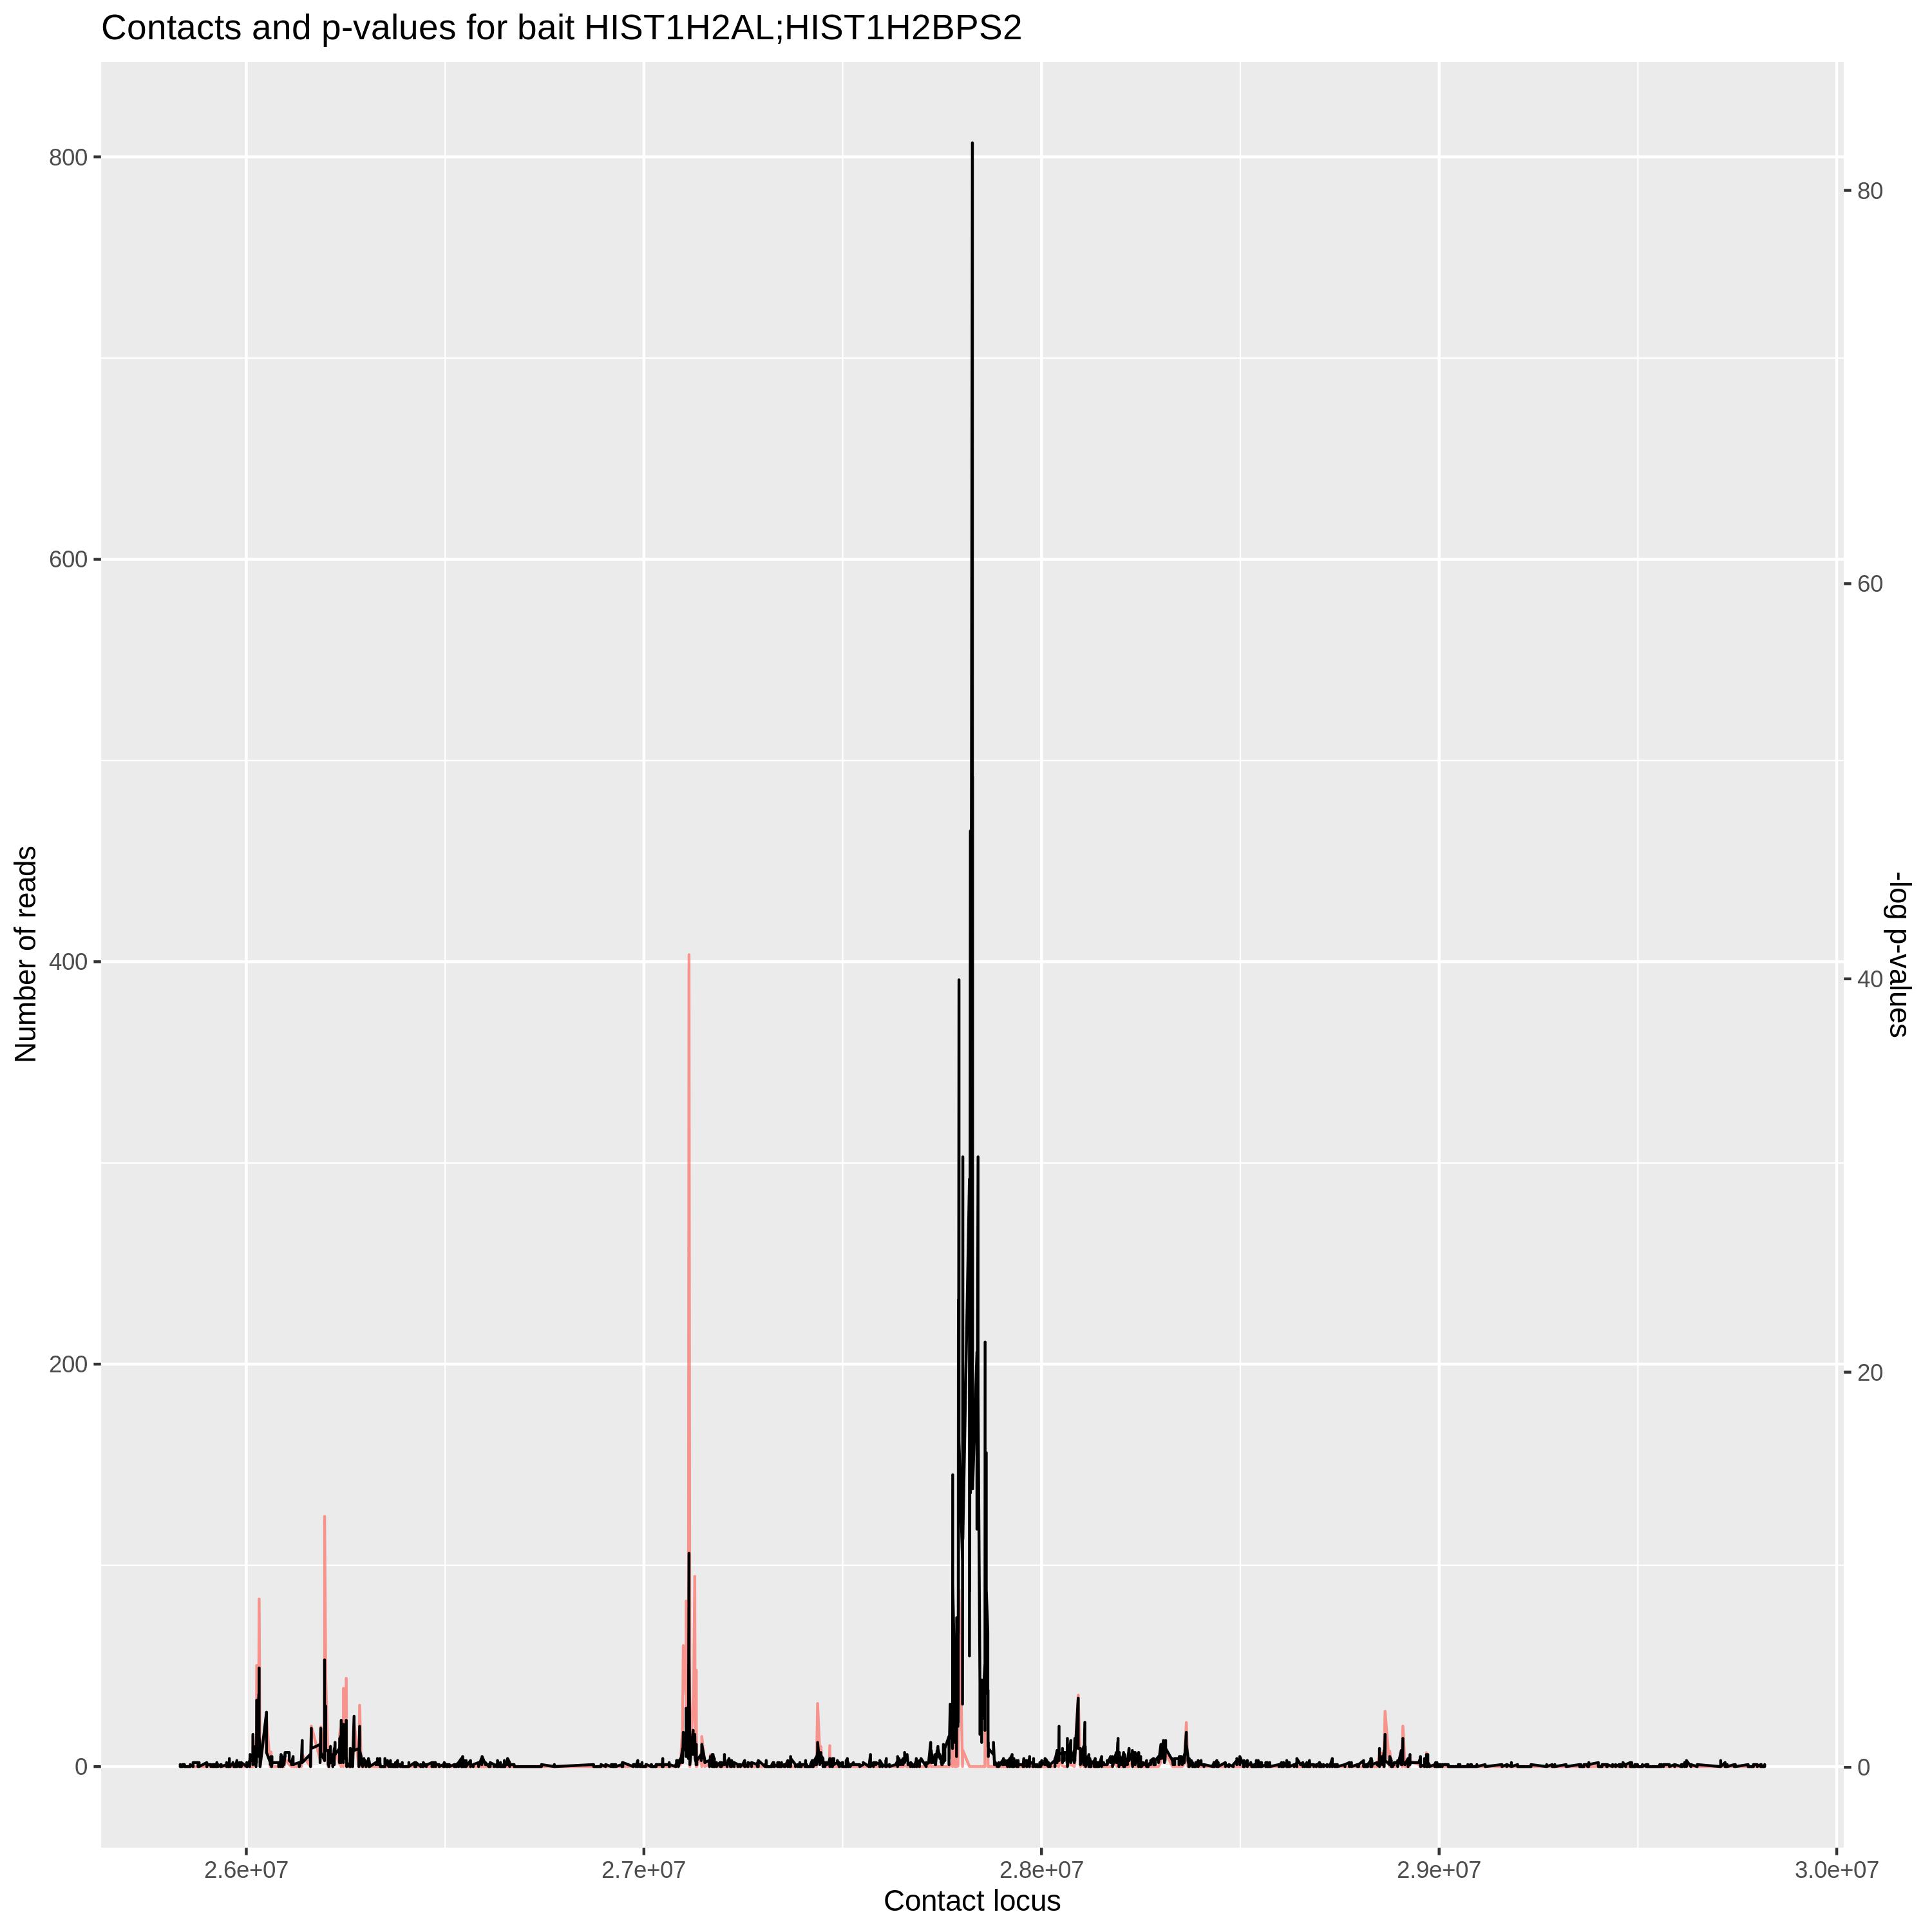 Contacts and p-values for bait HIST1H2AL;HIST1H2BPS2
800
600
400
200
0
Number of reads
80
60
40
20
0
-log p-values
2.6e+07 2.7e+07 2.8e+07 2.9e+07 3.0e+07
Contact locus